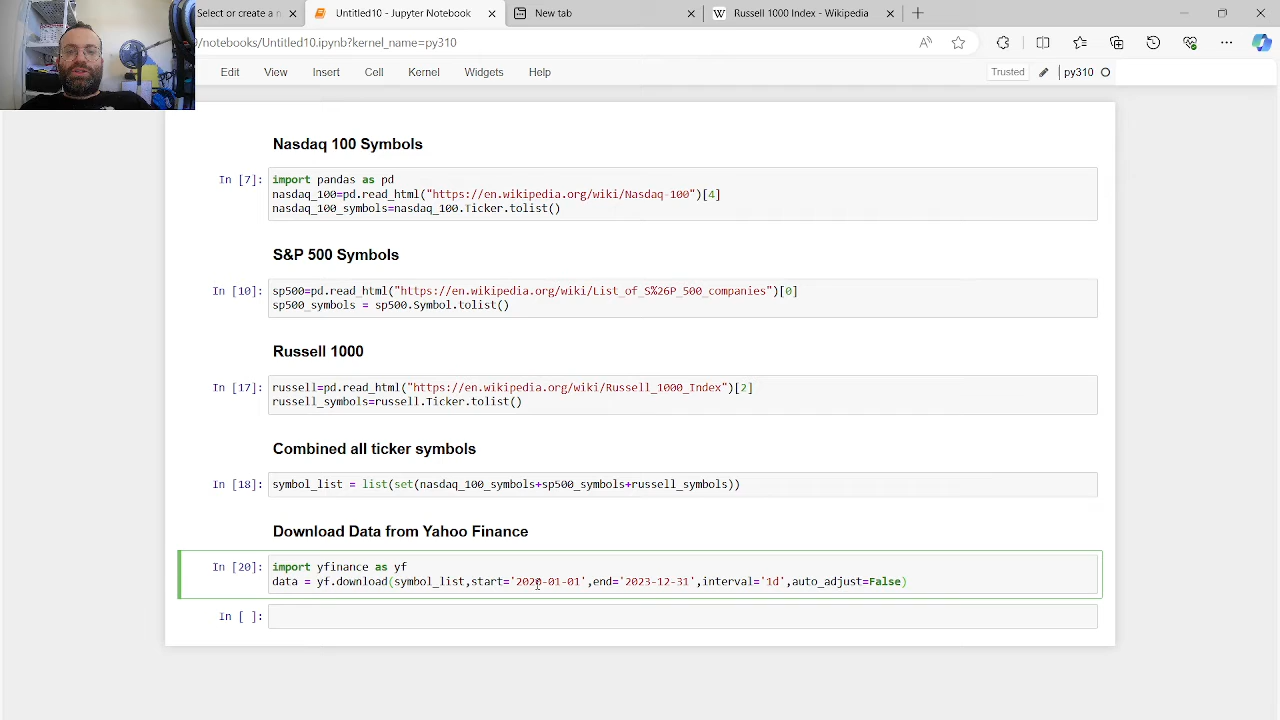 Select or create a n
Untitled10 - Jupyter Notebook
New tab
W
Russell 1000 Index - Wikipedia
/notebooks/Untitled10.ipynb?kernel_name=py310
Edit
View
Insert
Cell
Kernel
Widgets
Help
Trusted
py310
Nasdaq 100 Symbols
In [7]:
import pandas as pd
nasdaq_100=pd.read_html("https://en.wikipedia.org/wiki/Nasdaq-100")[4]
nasdaq_100_symbols=nasdaq_100.Ticker.tolist()
S&P 500 Symbols
In [10]:
sp500=pd.read_html("https://en.wikipedia.org/wiki/List_of_S%26P_500_companies")[0]
sp500_symbols = sp500.Symbol.tolist()
Russell 1000
In [17]:
russell=pd.read_html("https://en.wikipedia.org/wiki/Russell_1000_Index")[2]
russell_symbols=russell.Ticker.tolist()
Combined all ticker symbols
In [18]:
symbol_list = list(set(nasdaq_100_symbols+sp500_symbols+russell_symbols))
Download Data from Yahoo Finance
In [20]:
import yfinance as yf
data = yf.download(symbol_list,start='2020-01-01',end='2023-12-31',interval='1d',auto_adjust=False)
In [ ]: